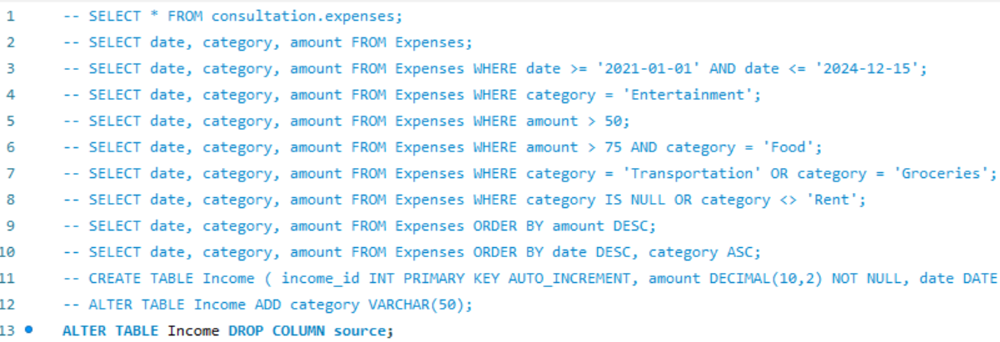 1 -- SELECT * FROM consultation.expenses;
2 -- SELECT date, category, amount FROM Expenses;
3 -- SELECT date, category, amount FROM Expenses WHERE date >= '2021-01-01' AND date <= '2024-12-15';
4 -- SELECT date, category, amount FROM Expenses WHERE category = 'Entertainment';
5 -- SELECT date, category, amount FROM Expenses WHERE amount > 50;
6 -- SELECT date, category, amount FROM Expenses WHERE amount > 75 AND category = 'Food';
7 -- SELECT date, category, amount FROM Expenses WHERE category = 'Transportation' OR category = 'Groceries';
8 -- SELECT date, category, amount FROM Expenses WHERE category IS NULL OR category <> 'Rent';
9 -- SELECT date, category, amount FROM Expenses ORDER BY amount DESC;
10 -- SELECT date, category, amount FROM Expenses ORDER BY date DESC, category ASC;
11 -- CREATE TABLE Income ( income_id INT PRIMARY KEY AUTO_INCREMENT, amount DECIMAL(10,2) NOT NULL, date DATE
12 -- ALTER TABLE Income ADD category VARCHAR(50);
13 ALTER TABLE Income DROP COLUMN source;